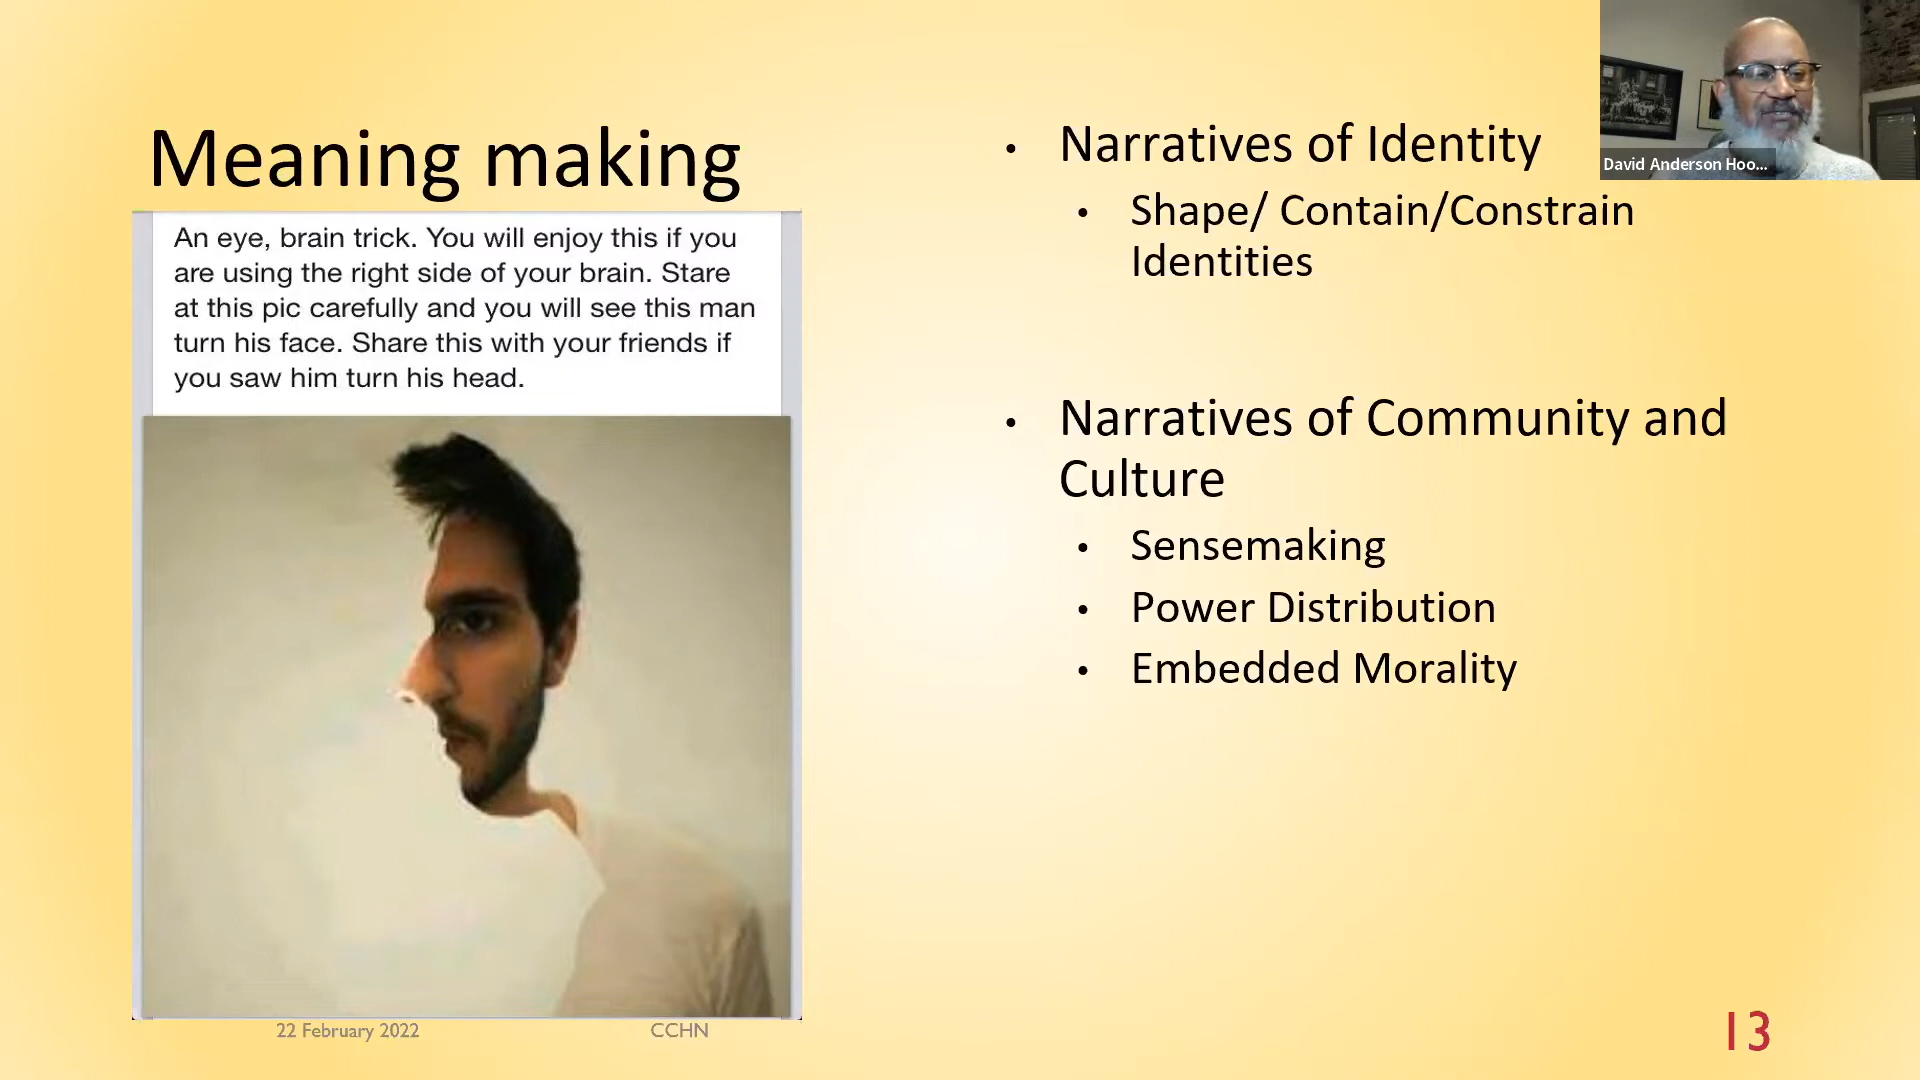 Meaning making
An eye, brain trick. You will enjoy this if you
are using the right side of your brain. Stare
at this pic carefully and you will see this man
turn his face. Share this with your friends if
you saw him turn his head.
• Narratives of Identity
• Shape/ Contain/Constrain
Identities
• Narratives of Community and
Culture
• Sensemaking
• Power Distribution
• Embedded Morality
David Anderson Hoo...
22 February 2022
CCHN
13